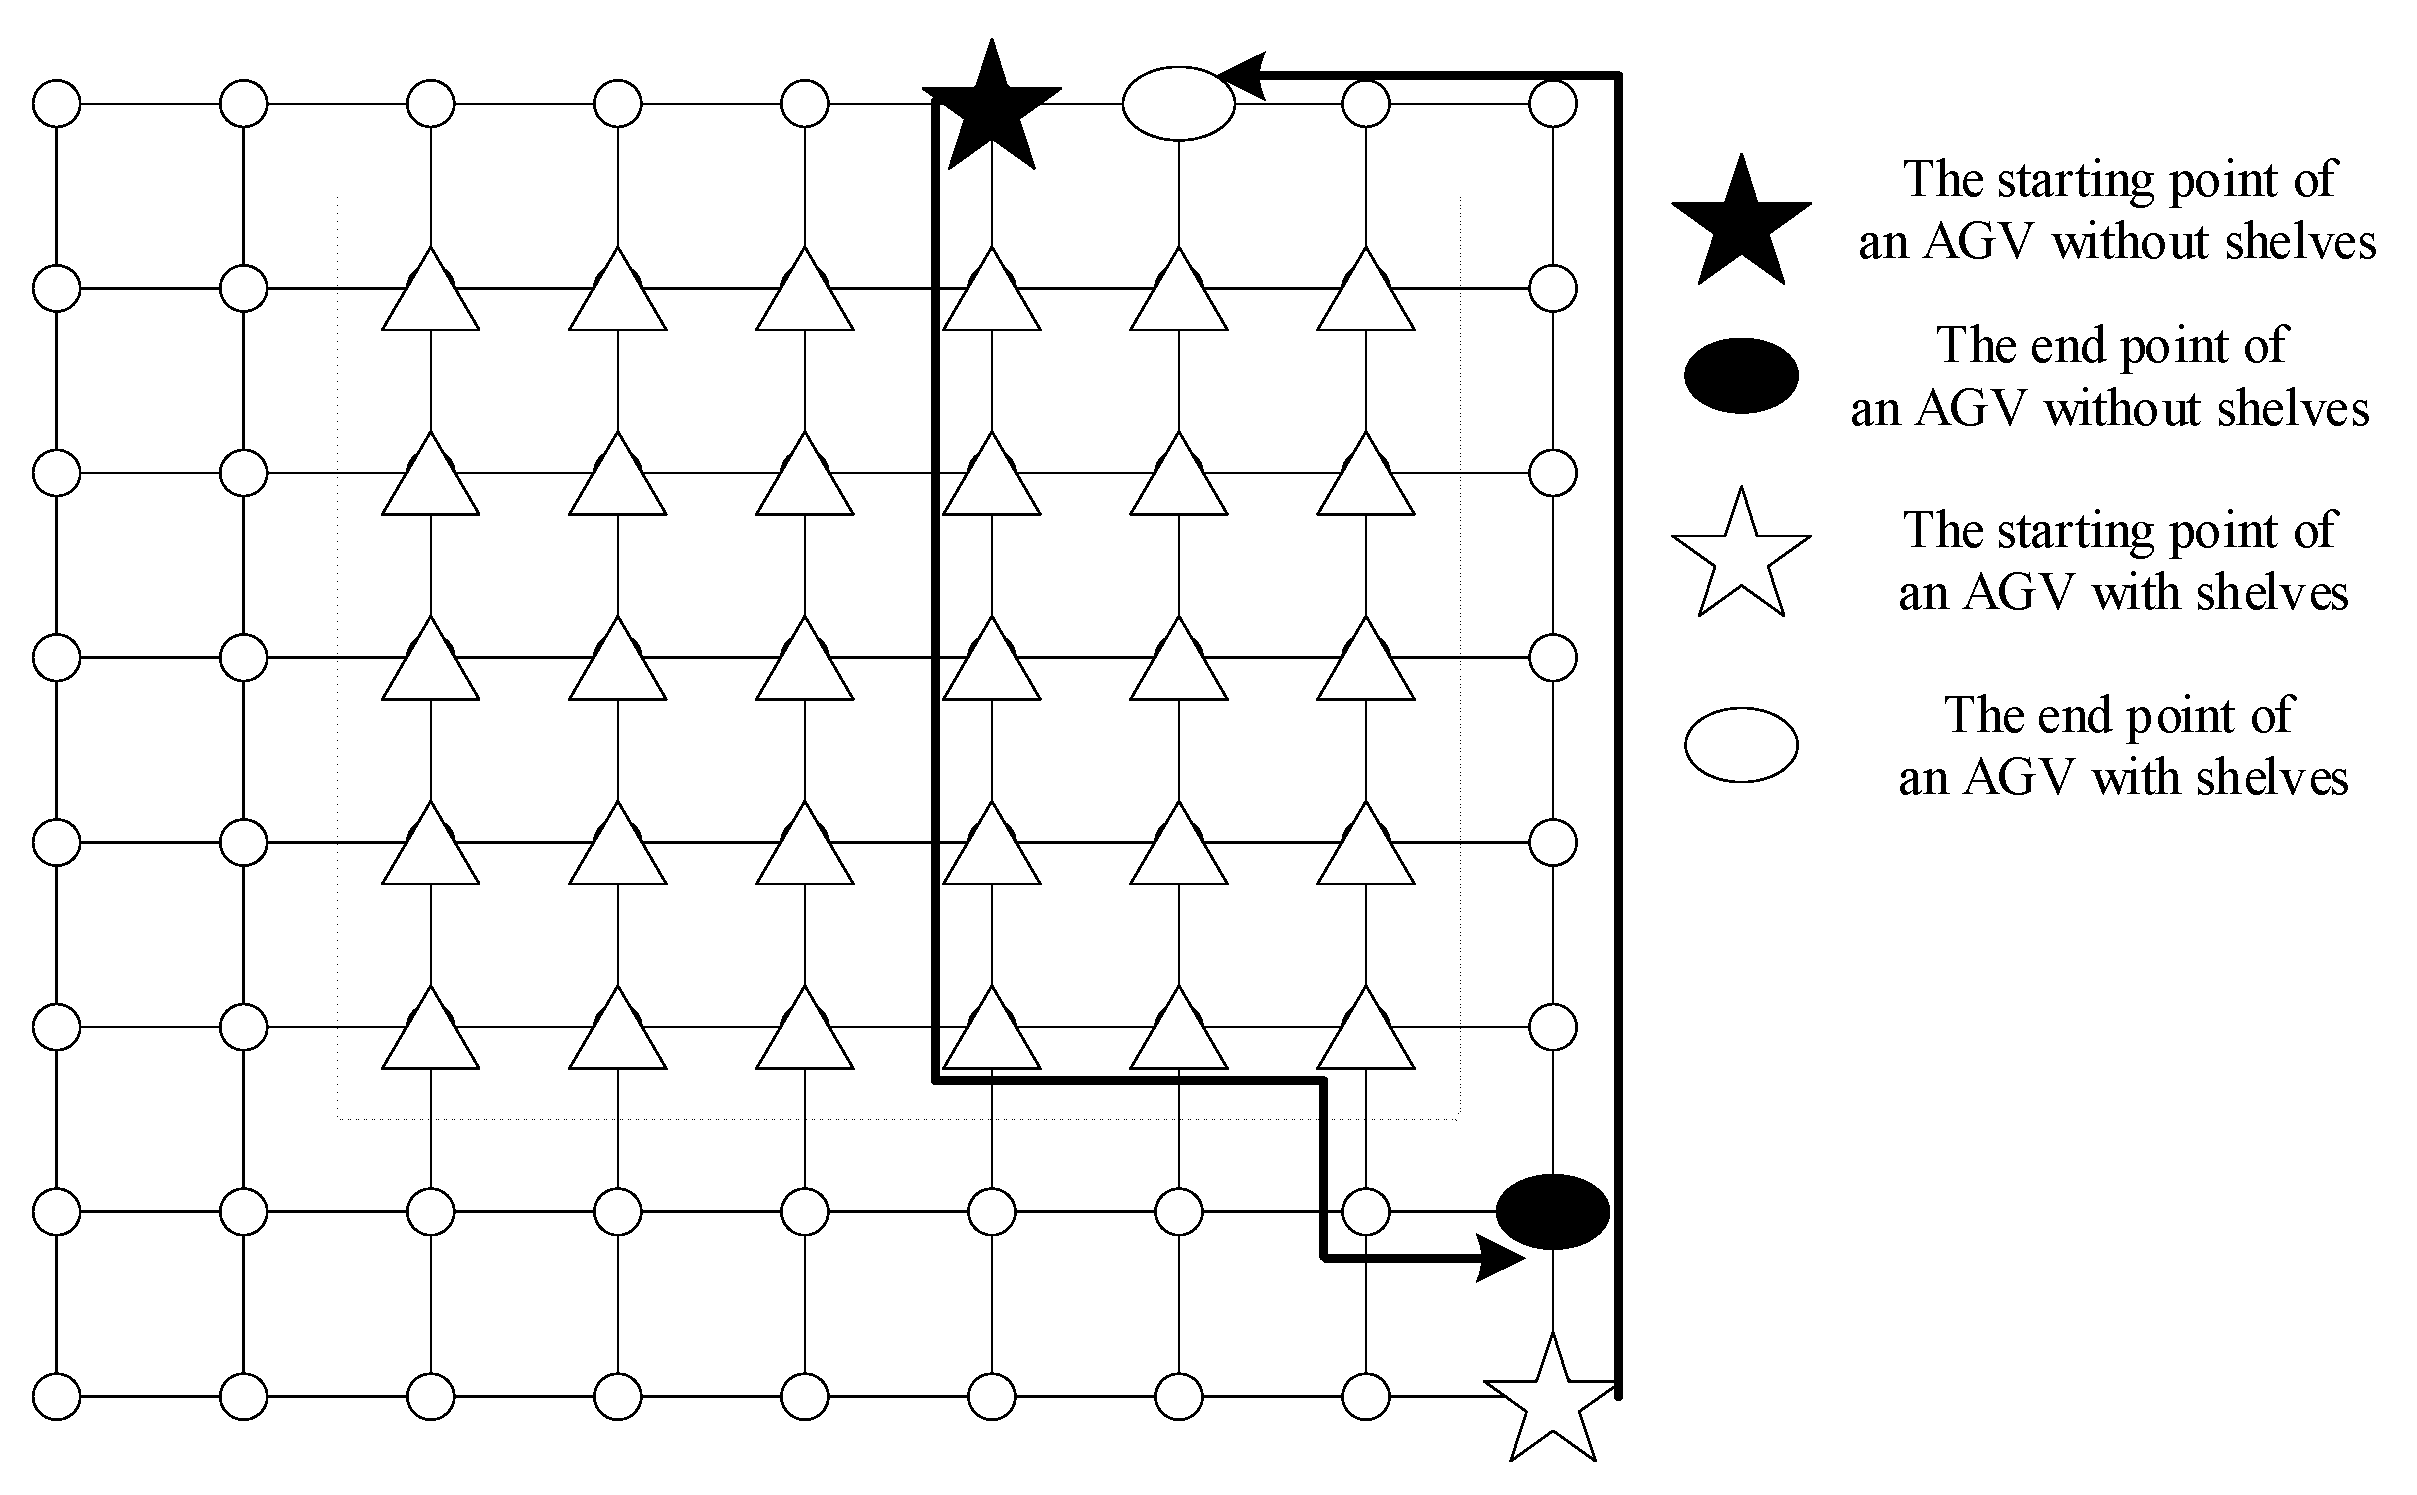 The starting point of
an AGV without shelves
The end point of
an AGV without shelves
The starting point of
an AGV with shelves
The end point of
an AGV with shelves